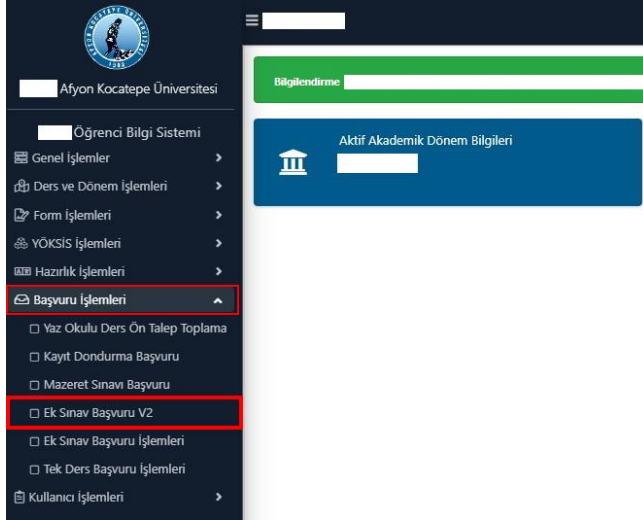 Afyon Kocatepe Üniversitesi
Öğrenci Bilgi Sistemi
Genel İşlemler
Ders ve Dönem İşlemleri
Form İşlemleri
YÖKSİS İşlemleri
Hazırlık İşlemleri
Başvuru İşlemleri
Yaz Okulu Ders Ön Talep Toplama
Kayıt Dondurma Başvuru
Mazeret Sınavı Başvuru
Ek Sınav Başvuru V2
Ek Sınav Başvuru İşlemleri
Tek Ders Başvuru İşlemleri
Kullanıcı İşlemleri
Bilgilendirme
Aktif Akademik Dönem Bilgileri